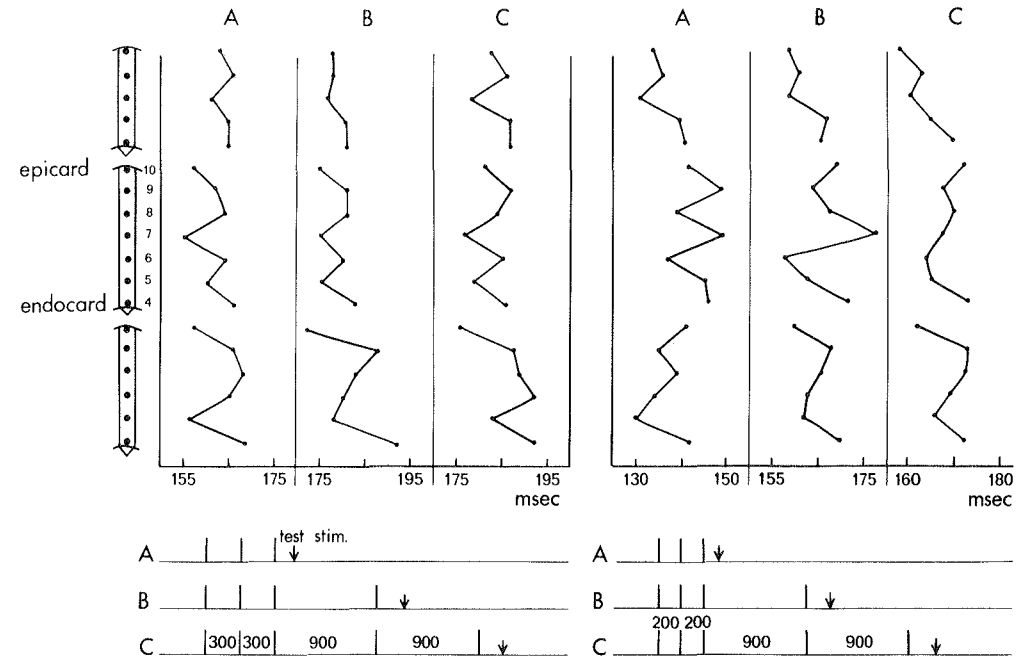 A B C A B C
epicard 10
9
8
7
6
5
endocard 4
155 175 175 195 175 195 130 150 155 175 160 180
msec msec
test stim.
A A
B B
200 200
C 300 300 900 900 C 900 900